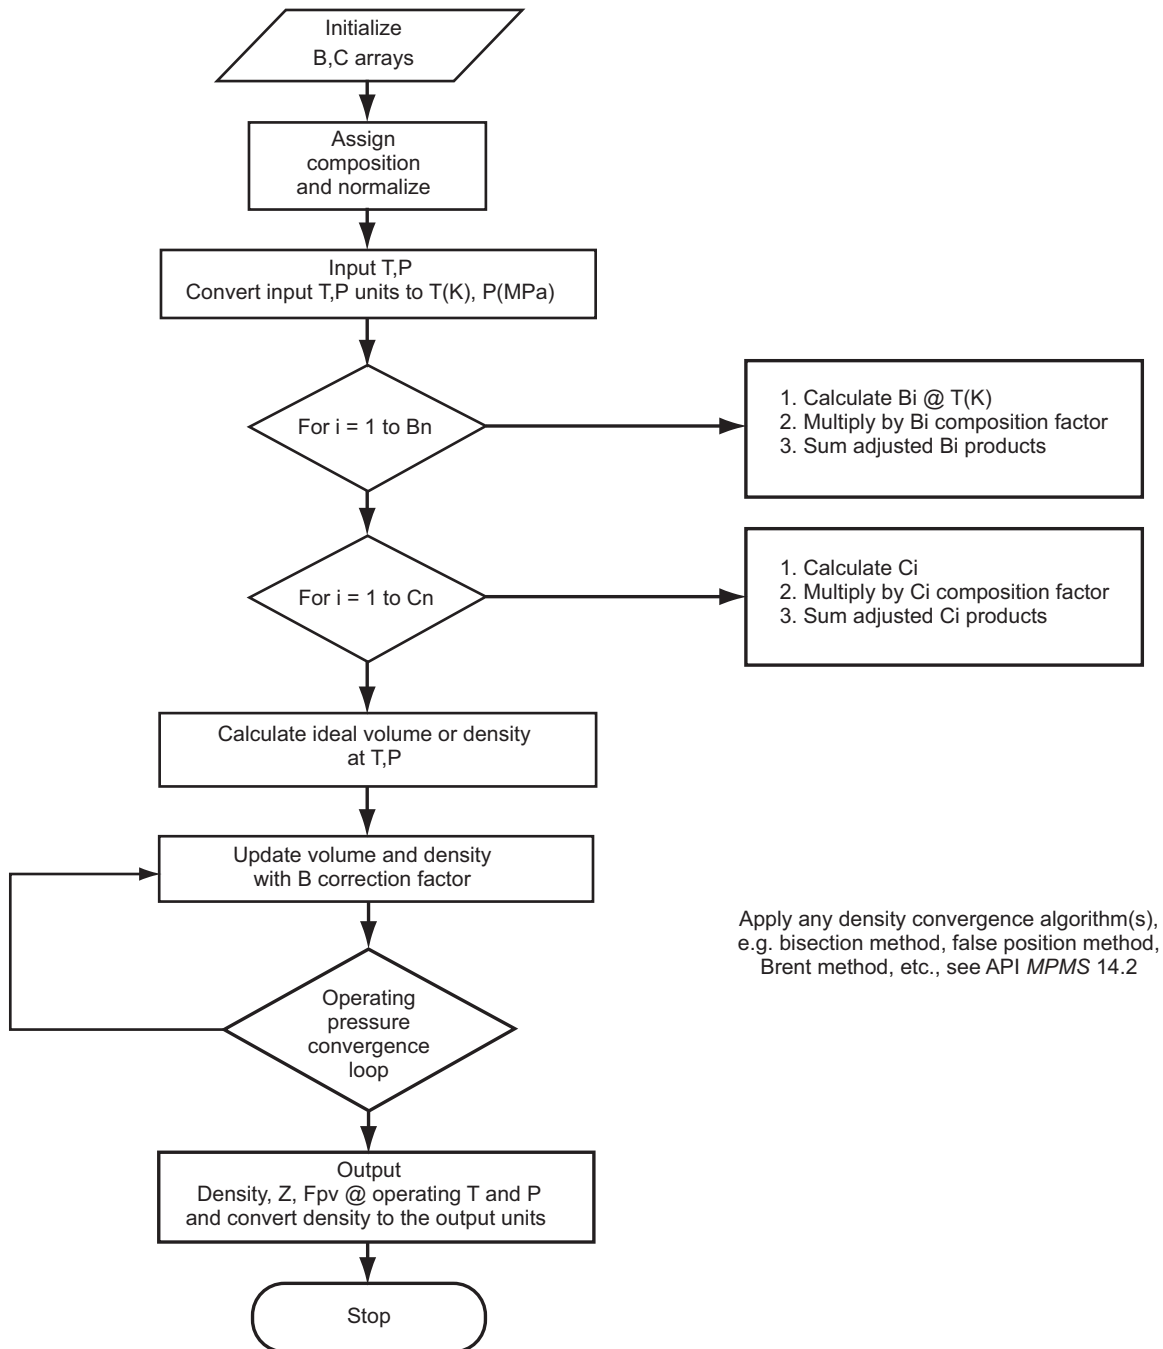 Initialize
B,C arrays
Assign
composition
and normalize
Input T,P
Convert input T,P units to T(K), P(MPa)
For i = 1 to Bn
1. Calculate Bi @ T(K)
2. Multiply by Bi composition factor
3. Sum adjusted Bi products
For i = 1 to Cn
1. Calculate Ci
2. Multiply by Ci composition factor
3. Sum adjusted Ci products
Calculate ideal volume or density
at T,P
Update volume and density
with B correction factor
Apply any density convergence algorithm(s),
e.g. bisection method, false position method,
Brent method, etc., see API MPMS 14.2
Operating
pressure
convergence
loop
Output
Density, Z, Fpv @ operating T and P
and convert density to the output units
Stop